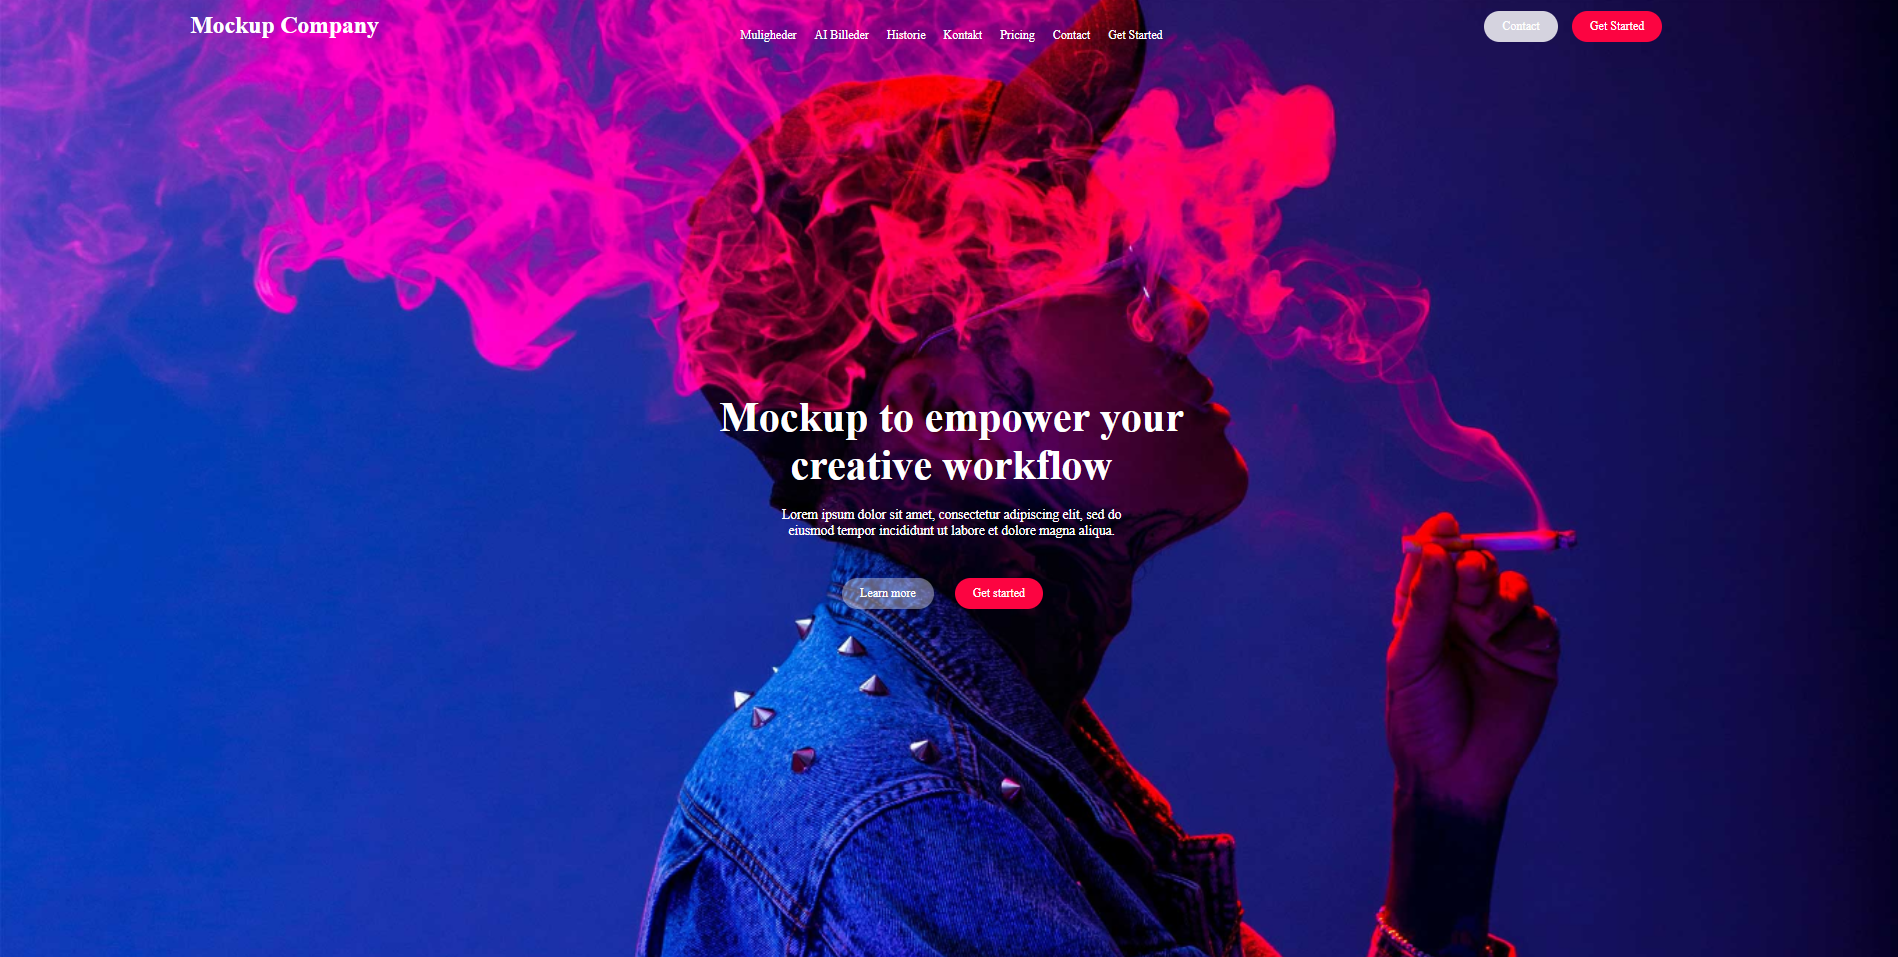 Mockup Company
Muligheder AI Billeder Historie Kontakt Pricing Contact Get Started
Contact Get Started
Mockup to empower your
creative workflow
Lorem ipsum dolor sit amet, consectetur adipiscing elit, sed do
eiusmod tempor incididunt ut labore et dolore magna aliqua.
Learn more Get started